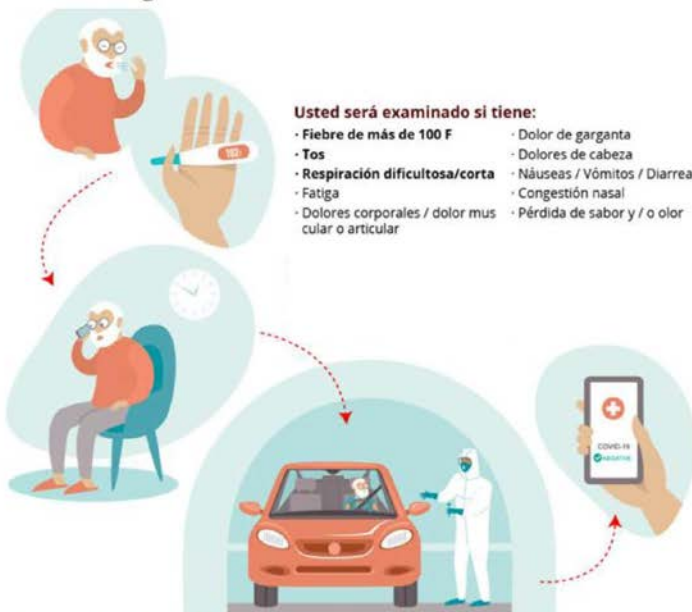 Usted será examinado si tiene:
· Fiebre de más de 100 F
· Tos
· Respiración dificultosa/corta
· Fatiga
· Dolores corporales / dolor mus
cular o articular
· Dolor de garganta
· Dolores de cabeza
· Náuseas / Vómitos / Diarrea
· Congestión nasal
· Pérdida de sabor y / o olor
102
COVID-19
NEGATIVE